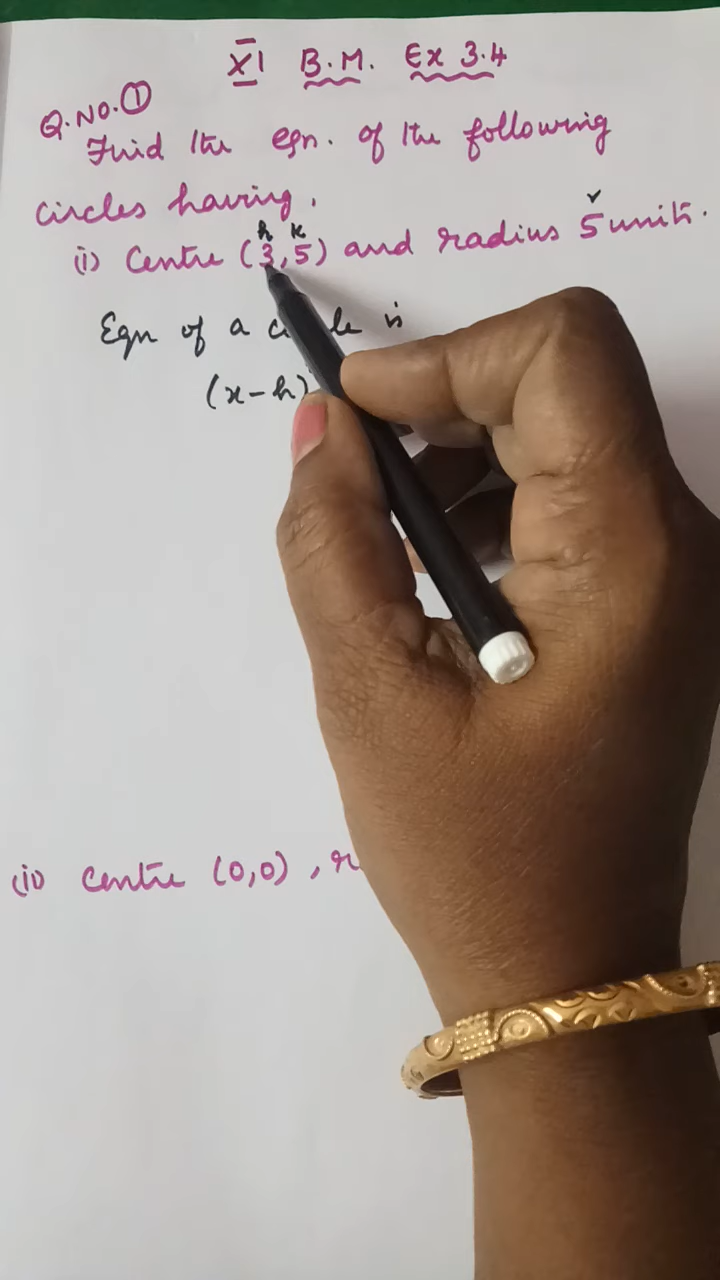 XI B.M. Ex 3.4
Q.No.①
Find the eqn. of the following
circles having.
h k r
(i) Centre (3,5) and radius 5 units.
Eqn of a is
(x-h)
(ii) Centre (0,0), r